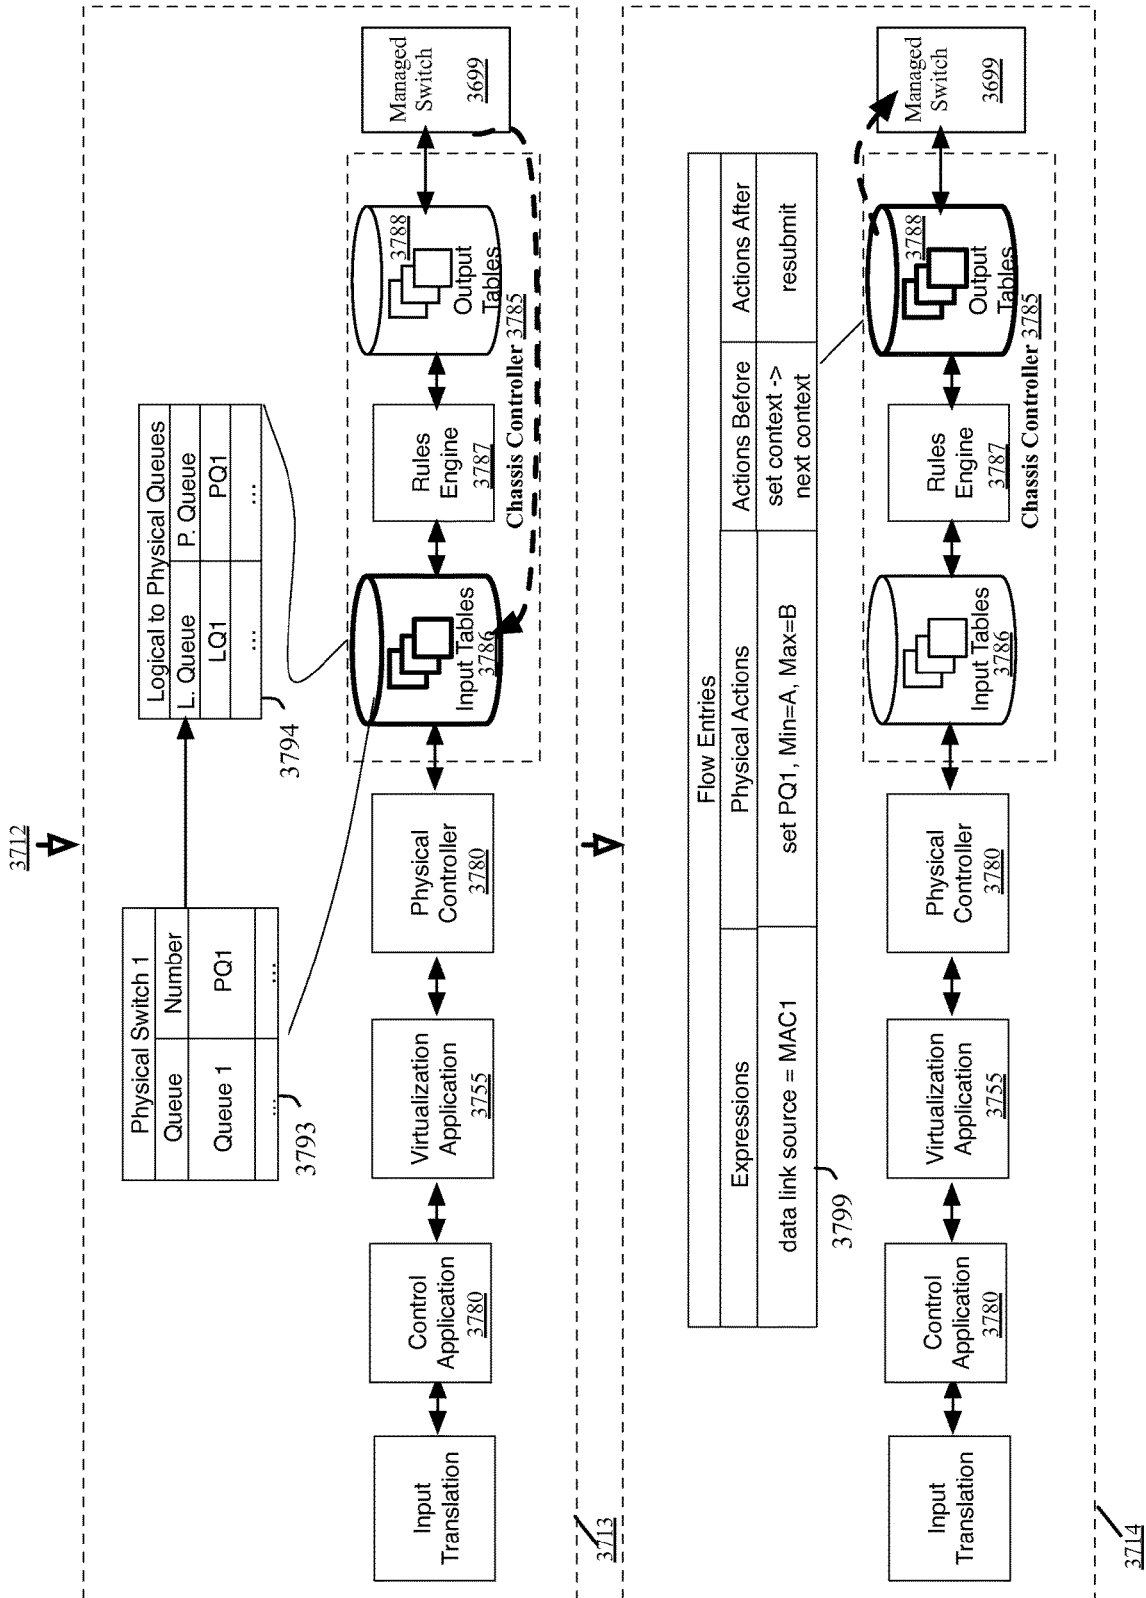 3712
Physical Switch 1
Queue Number
Queue 1 PQ1
... ...
3793
Logical to Physical Queues
L. Queue P. Queue
LQ1 PQ1
... ...
3794
Input
Translation
Control
Application
3780
Virtualization
Application
3755
Physical
Controller
3780
Input Tables
3786
Rules
Engine
3787
3788
Output
Tables
Chassis Controller 3785
Managed
Switch
3699
3713
Flow Entries
Expressions Physical Actions Actions Before Actions After
data link source = MAC1 set PQ1, Min=A, Max=B set context ->
next context resubmit
3799
Input
Translation
Control
Application
3780
Virtualization
Application
3755
Physical
Controller
3780
Input Tables
3786
Rules
Engine
3787
3788
Output
Tables
Chassis Controller 3785
Managed
Switch
3699
3714